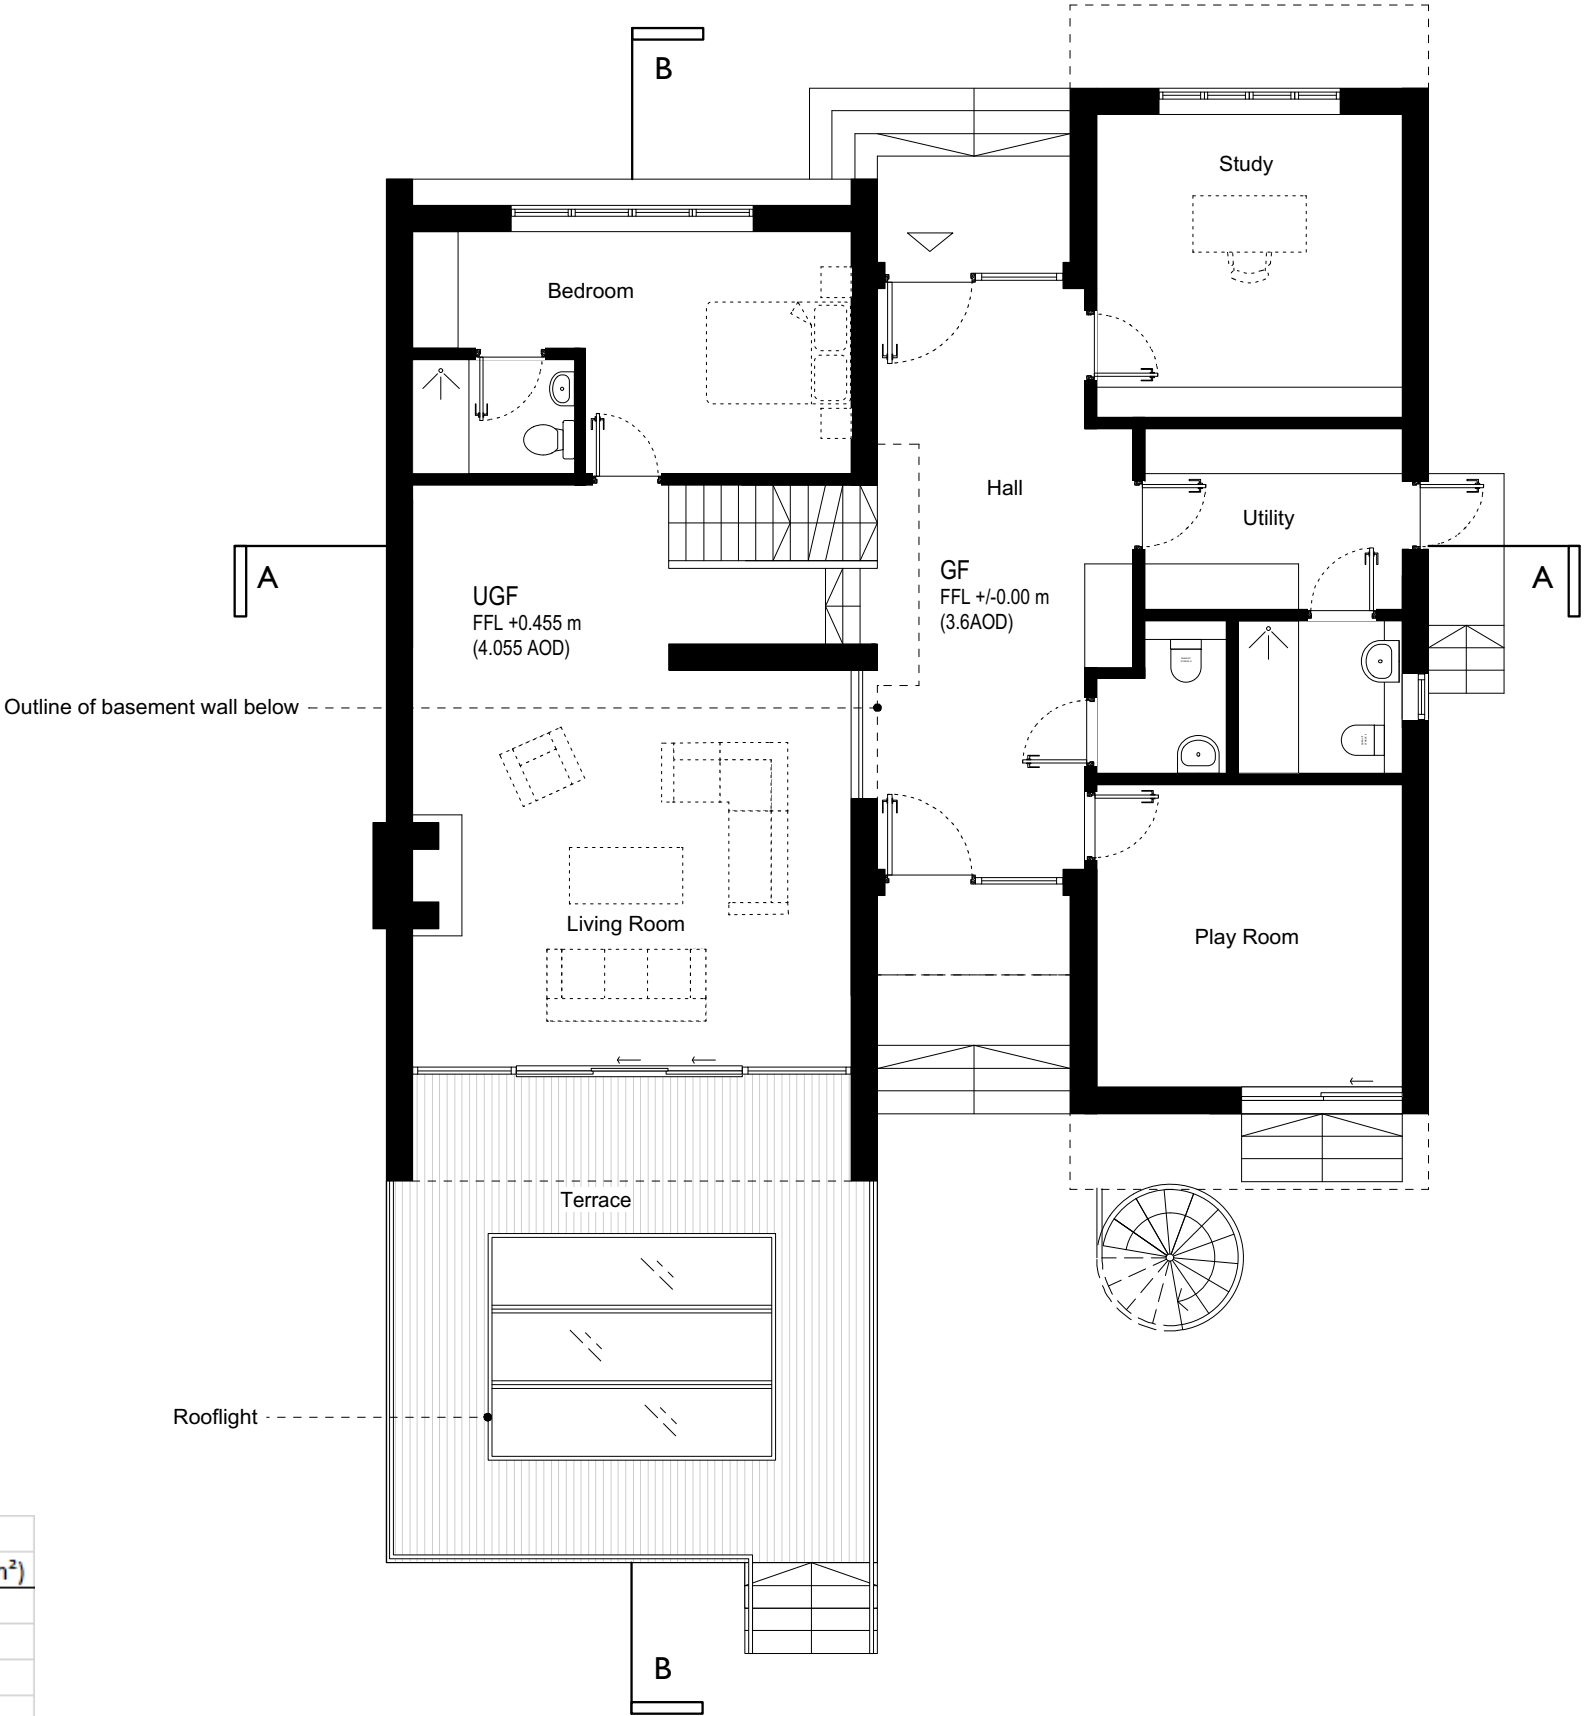 B
Study
Bedroom
Hall
Utility
A
A
UGF
FFL +0.455 m
(4.055 AOD)
GF
FFL +/-0.00 m
(3.6AOD)
Outline of basement wall below
Living Room
Play Room
Terrace
Rooflight
B